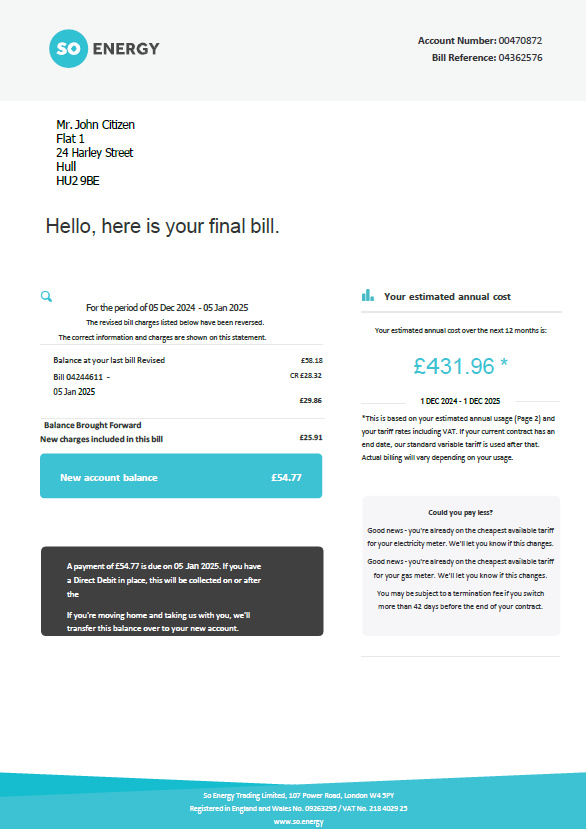 SO ENERGY
Account Number: 00470872
Bill Reference: 04362576
Mr. John Citizen
Flat 1
24 Harley Street
Hull
HU2 9BE
Hello, here is your final bill.
For the period of 05 Dec 2024 - 05 Jan 2025
The revised bill charges listed below have been reversed.
The correct information and charges are shown on this statement.
Balance at your last bill Revised £58.18
Bill 04244611 - CR £28.32
05 Jan 2025
£29.86
Balance Brought Forward
New charges included in this bill £25.91
New account balance £54.77
A payment of £54.77 is due on 05 Jan 2025. If you have
a Direct Debit in place, this will be collected on or after
the
If you're moving home and taking us with you, we'll
transfer this balance over to your new account.
Your estimated annual cost
Your estimated annual cost over the next 12 months is:
£431.96 *
1 DEC 2024 - 1 DEC 2025
*This is based on your estimated annual usage (Page 2) and
your tariff rates including VAT. If your current contract has an
end date, our standard variable tariff is used after that.
Actual billing will vary depending on your usage.
Could you pay less?
Good news - you're already on the cheapest available tariff
for your electricity meter. We'll let you know if this changes.
Good news - you're already on the cheapest available tariff
for your gas meter. We'll let you know if this changes.
You may be subject to a termination fee if you switch
more than 42 days before the end of your contract.
So Energy Trading Limited, 107 Power Road, London W4 5PY
Registered in England and Wales No. 09263295 / VAT No. 218 4029 25
www.so.energy